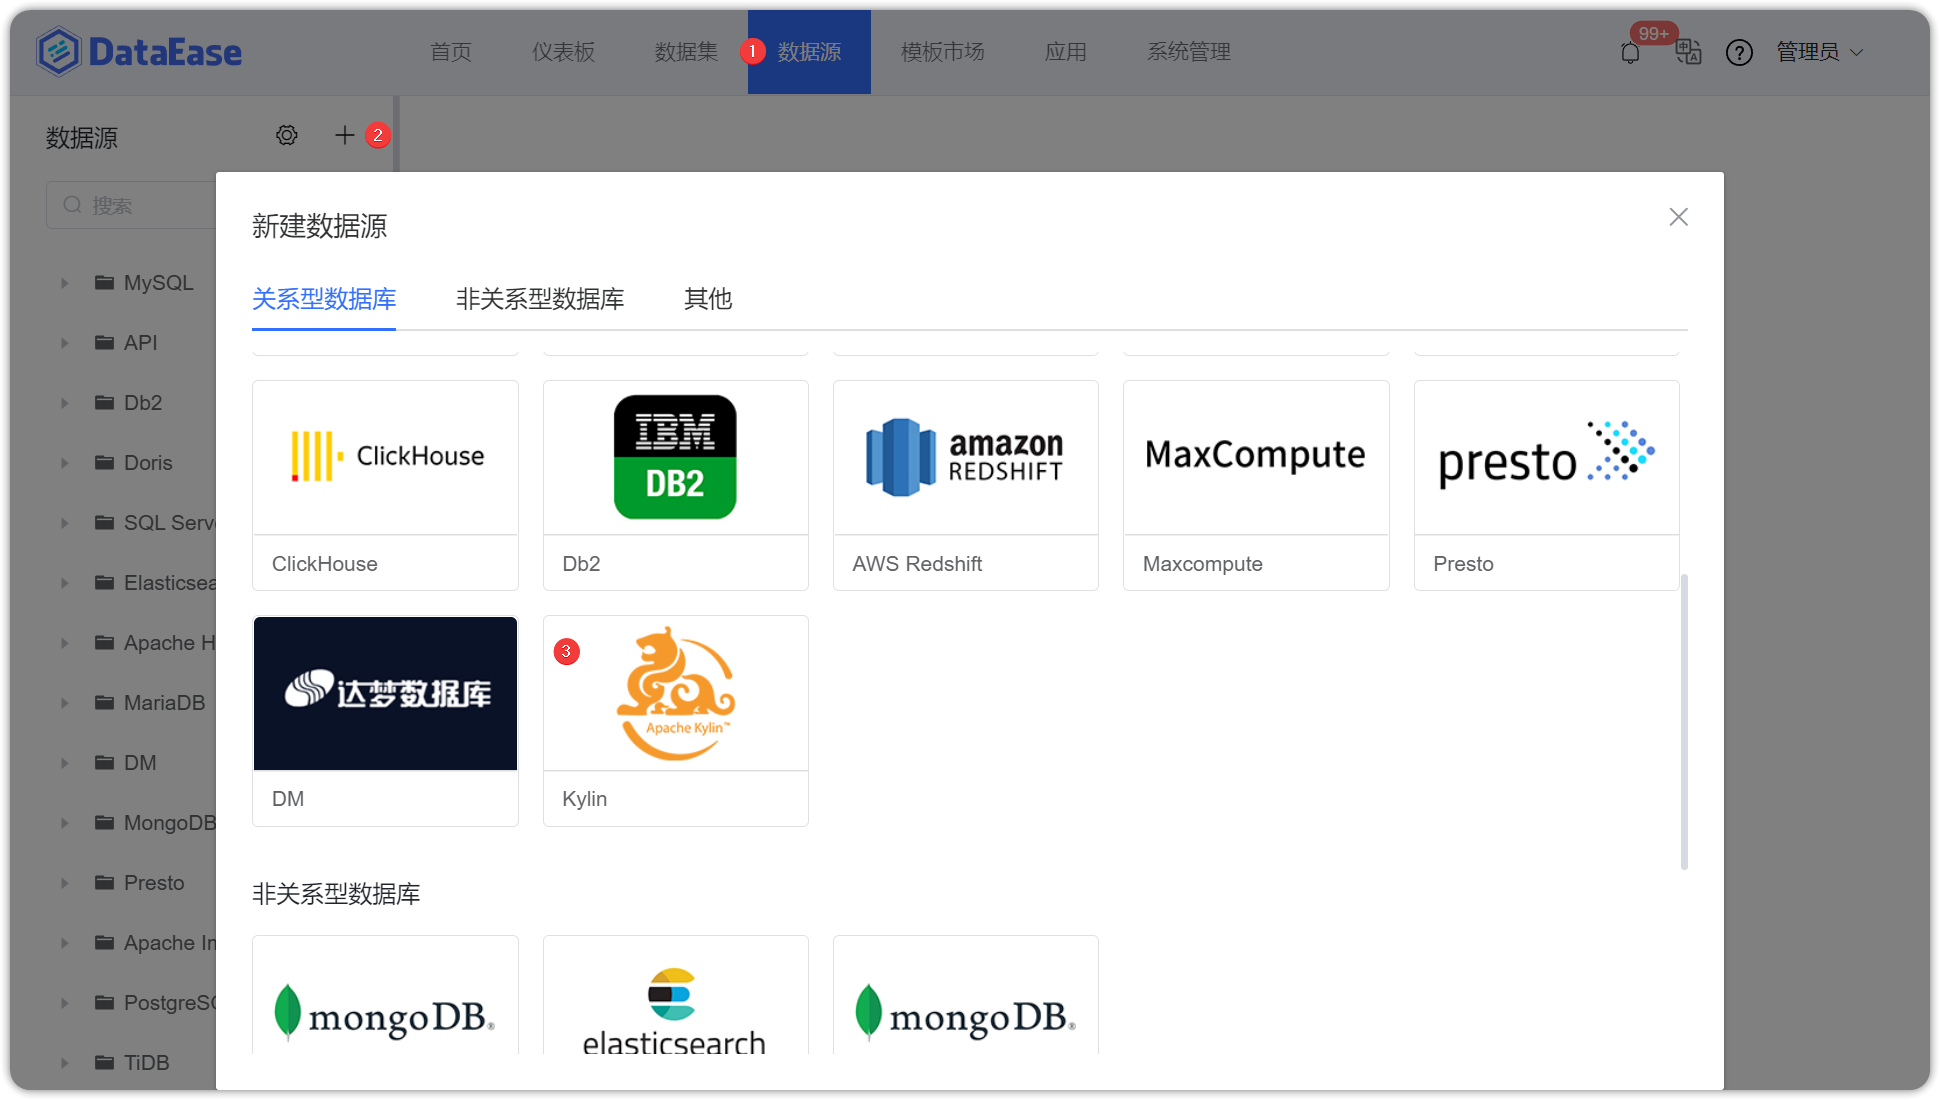 DataEase
首页
仪表板
数据集
1
数据源
模板市场
应用
系统管理
99+
管理员
数据源
2
搜索
MySQL
API
Db2
Doris
SQL Serve
Elasticsea
Apache H
MariaDB
DM
MongoDB
Presto
Apache Im
PostgreSQ
TiDB
新建数据源
关系型数据库
非关系型数据库
其他
ClickHouse
IBM
DB2
amazon
REDSHIFT
MaxCompute
presto
ClickHouse
Db2
AWS Redshift
Maxcompute
Presto
达梦数据库
3
Apache Kylin™
DM
Kylin
非关系型数据库
mongoDB®
elasticsearch
mongoDB®